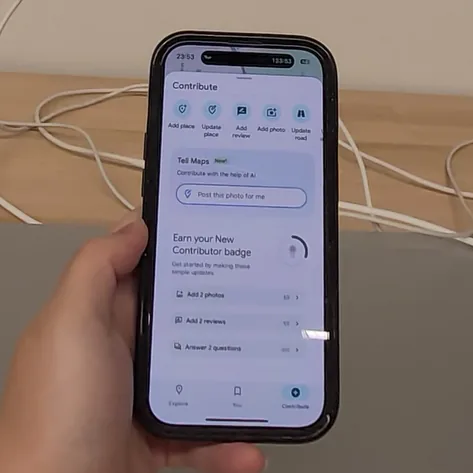 23:53
Contribute
Add place
Update place
Add review
Add photo
Update road
Tell Maps New!
Contribute with the help of AI
Post this photo for me
Earn your New
Contributor badge
Get started by making these
simple updates
Add 2 photos
Add 2 reviews
Answer 2 questions
Explore
You
Contribute